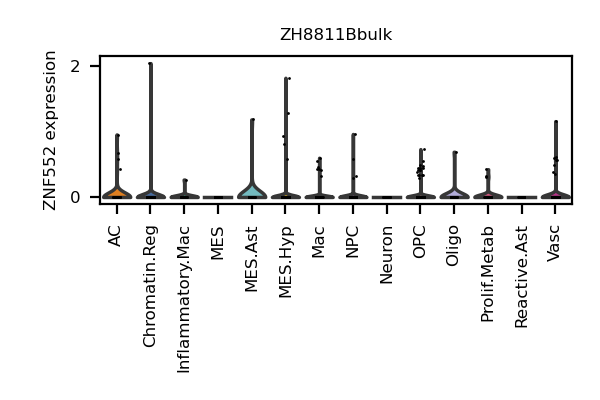 ZH8811Bbulk
ZNF552 expression
2
0
AC
Chromatin.Reg
Inflammatory.Mac
MES
MES.Ast
MES.Hyp
Mac
NPC
Neuron
OPC
Oligo
Prolif.Metab
Reactive.Ast
Vasc